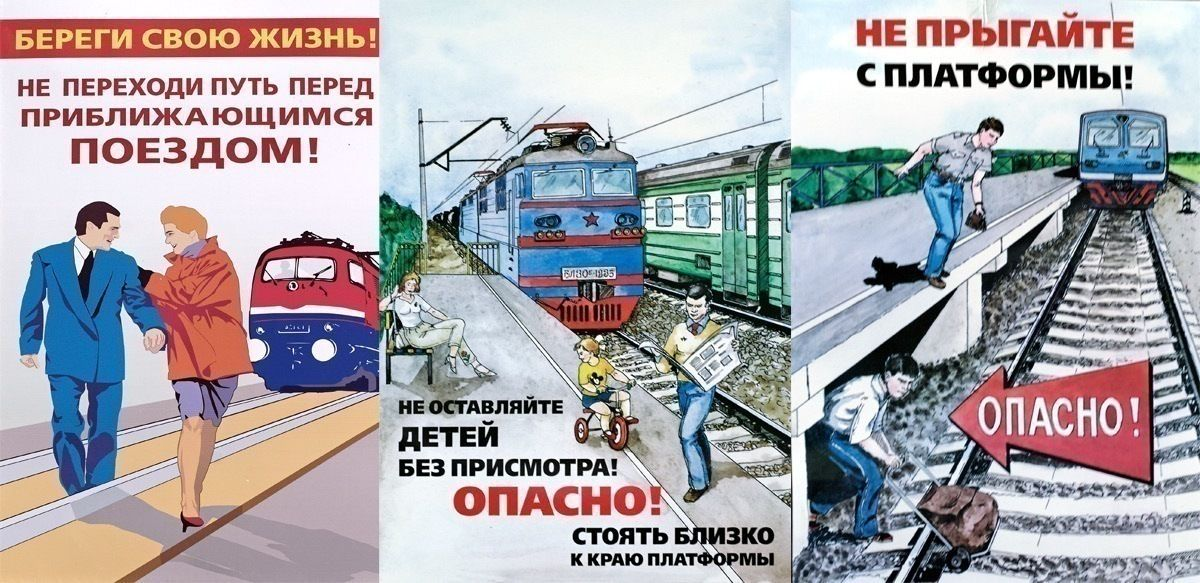 БЕРЕГИ СВОЮ ЖИЗНЬ!
НЕ ПЕРЕХОДИ ПУТЬ ПЕРЕД
ПРИБЛИЖАЮЩИМСЯ
ПОЕЗДОМ!
НЕ ОСТАВЛЯЙТЕ
ДЕТЕЙ
БЕЗ ПРИСМОТРА!
ОПАСНО!
СТОЯТЬ БЛИЗКО
К КРАЮ ПЛАТФОРМЫ
НЕ ПРЫГАЙТЕ
С ПЛАТФОРМЫ!
ОПАСНО!